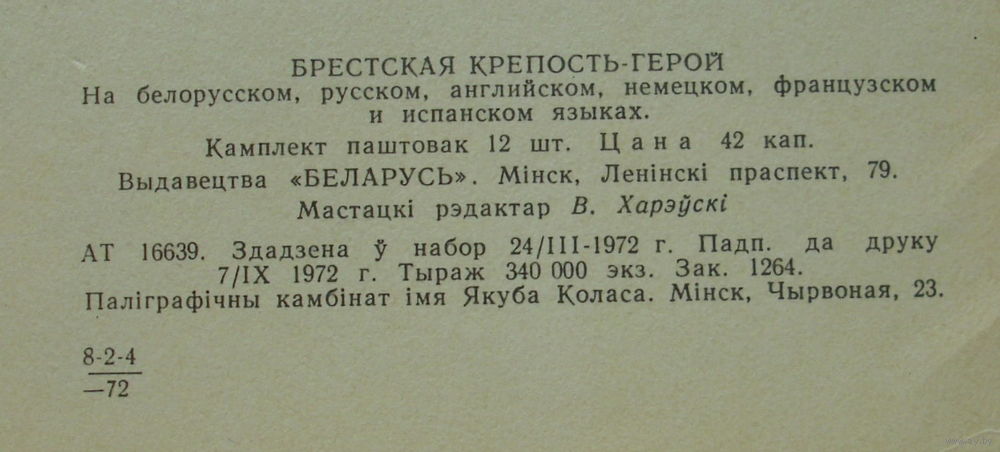 БРЕСТСКАЯ КРЕПОСТЬ-ГЕРОЙ
На белорусском, русском, английском, немецком, французском
и испанском языках.
Камплект паштовак 12 шт. Цана 42 кап.
Выдавецтва «БЕЛАРУСЬ». Мінск, Ленінскі праспект, 79.
Мастацкі рэдактар В. Харэўскі
АТ 16639. Здадзена ў набор 24/III-1972 г. Падп. да друку
7/IX 1972 г. Тыраж 340 000 экз. Зак. 1264.
Паліграфічны камбінат імя Якуба Коласа. Мінск, Чырвоная, 23.
8-2-4
—72